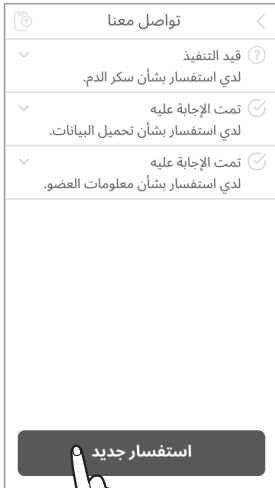 تواصل معنا
قيد التنفيذ
لدي استفسار بشأن سكر الدم.
تمت الإجابة عليه
لدي استفسار بشأن تحميل البيانات.
تمت الإجابة عليه
لدي استفسار بشأن معلومات العضو.
استفسار جديد